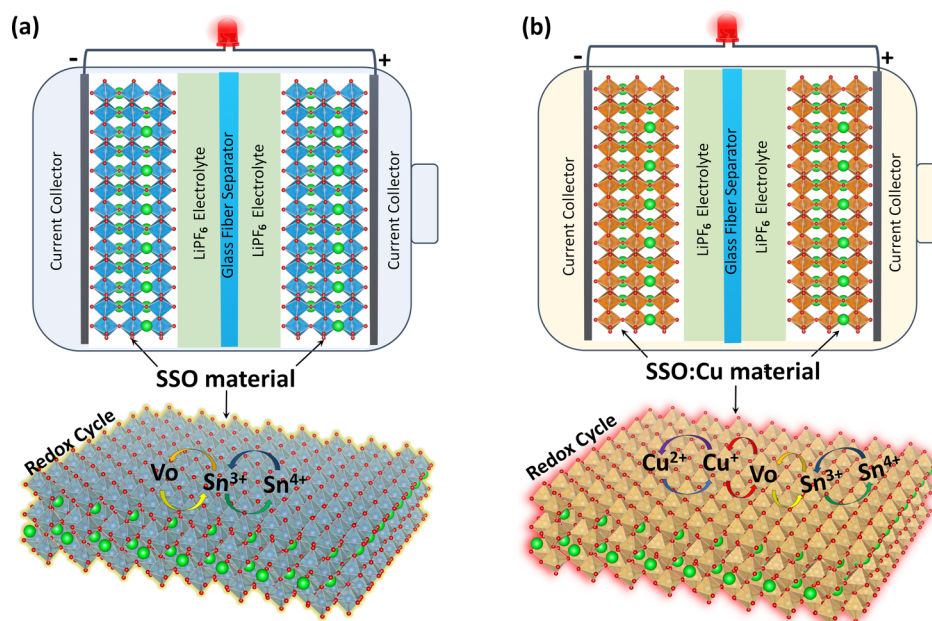 (a)
-
+
Current Collector
LiPF₆ Electrolyte
Glass Fiber Separator
LiPF₆ Electrolyte
Current Collector
SSO material
Redox Cycle
Vo
Sn³⁺
Sn⁴⁺
(b)
-
+
Current Collector
LiPF₆ Electrolyte
Glass Fiber Separator
LiPF₆ Electrolyte
Current Collector
SSO:Cu material
Redox Cycle
Cu²⁺
Cu⁺
Vo
Sn³⁺
Sn⁴⁺